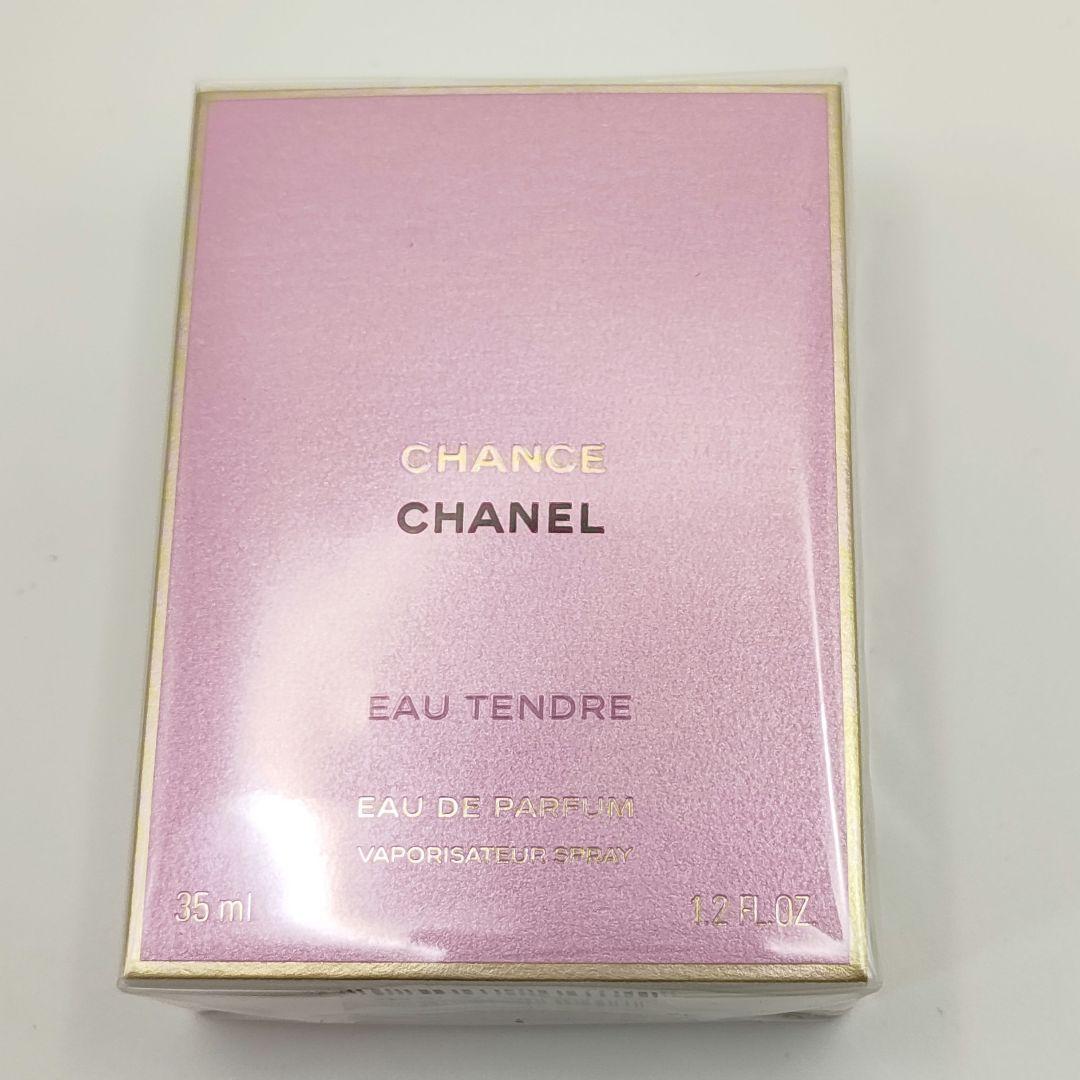 CHANCE
CHANEL
EAU TENDRE
EAU DE PARFUM
VAPORISATEUR SPRAY
35 ml 1.2 FL.OZ.